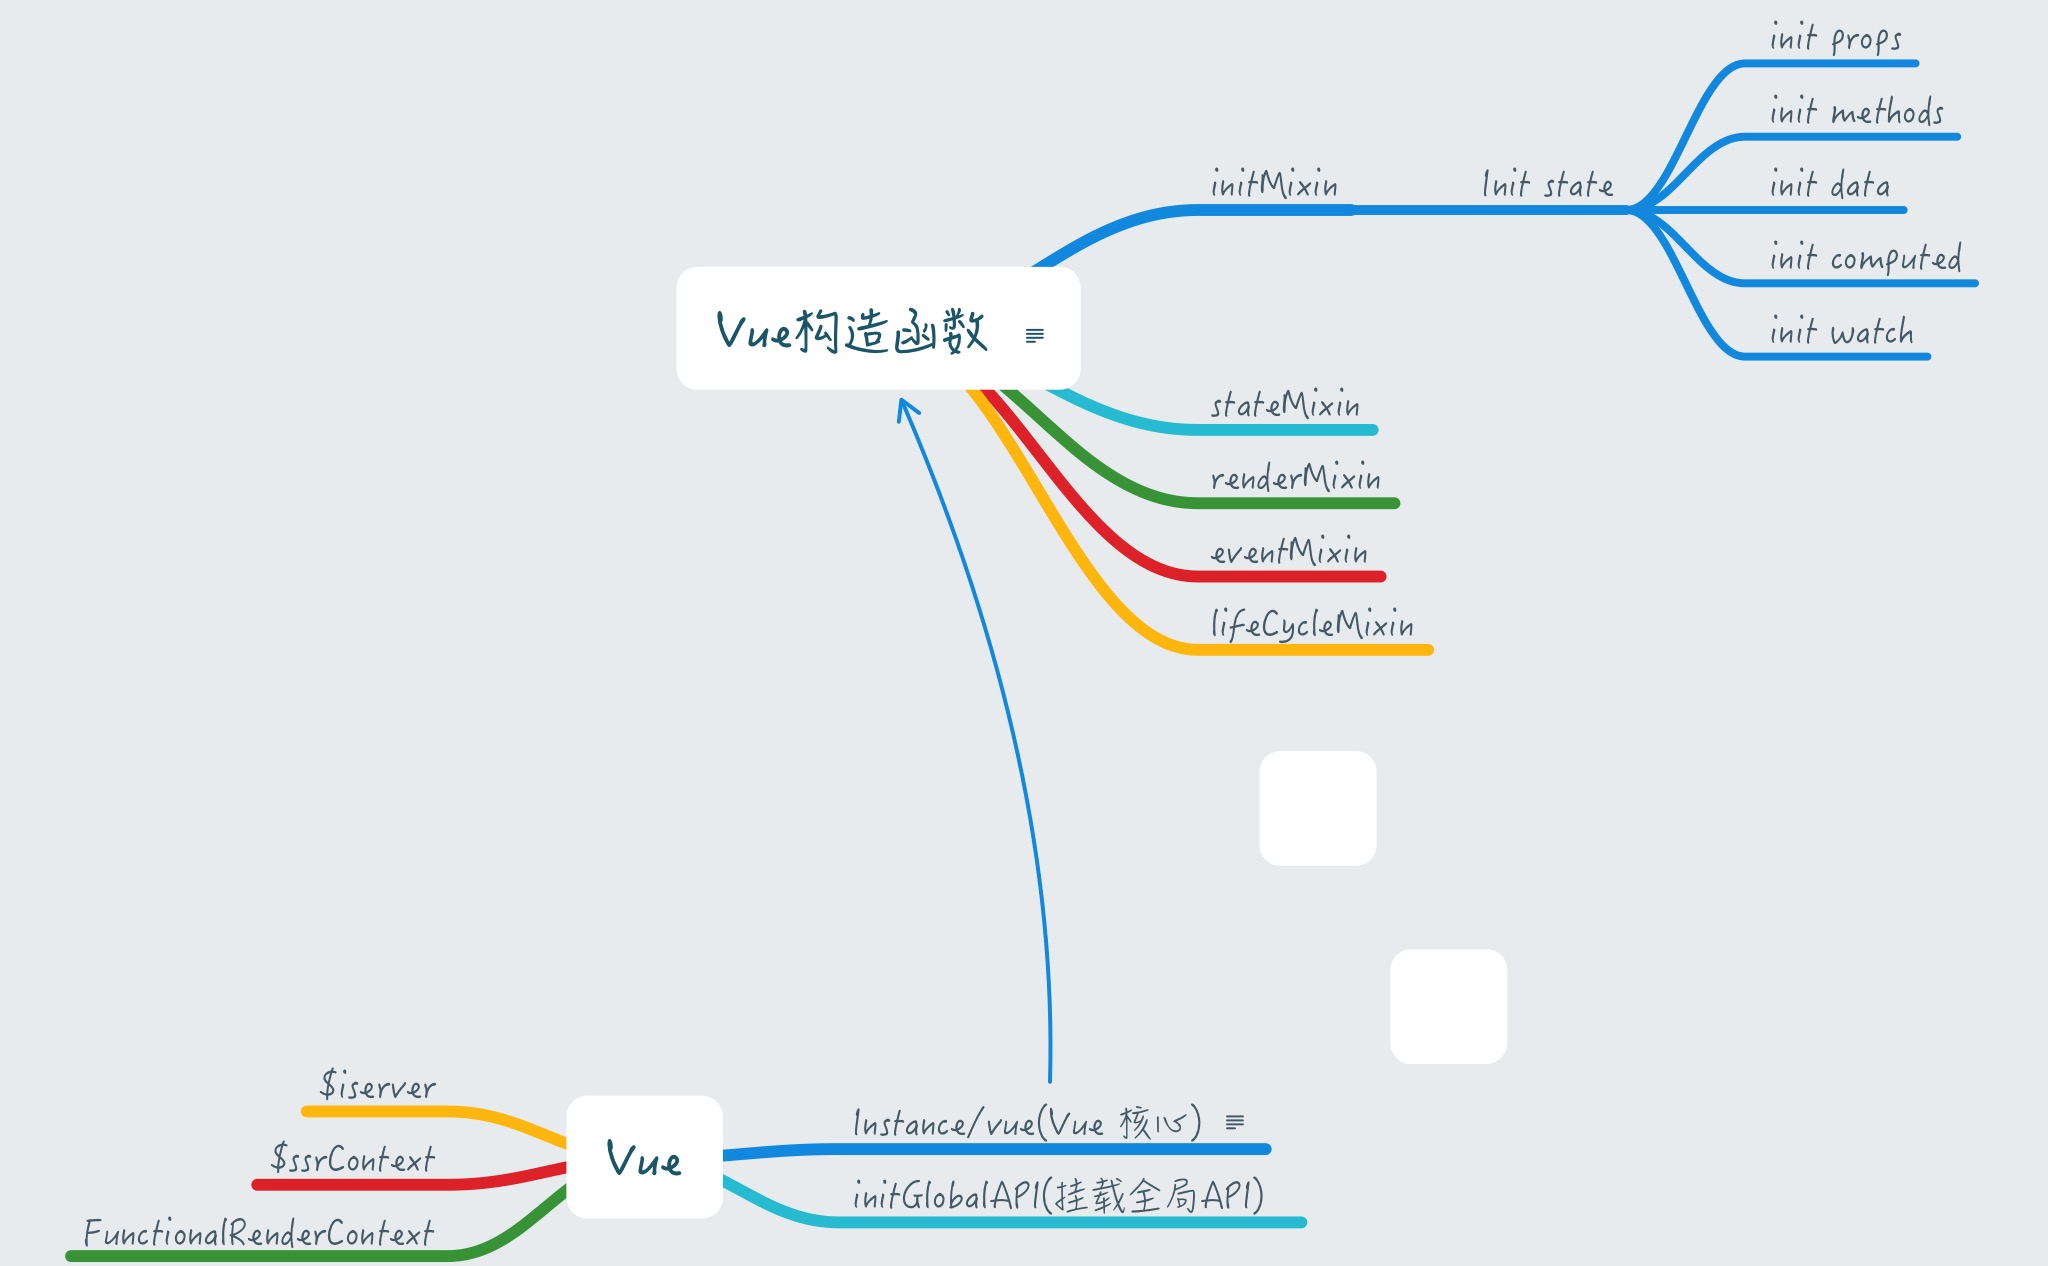 init props
init methods
initMixin
Init state
init data
init computed
Vue构造函数
init watch
stateMixin
renderMixin
eventMixin
lifeCycleMixin
$iserver
Instance/vue(Vue 核心)
$ssrContext
Vue
initGlobalAPI(挂载全局API)
FunctionalRenderContext